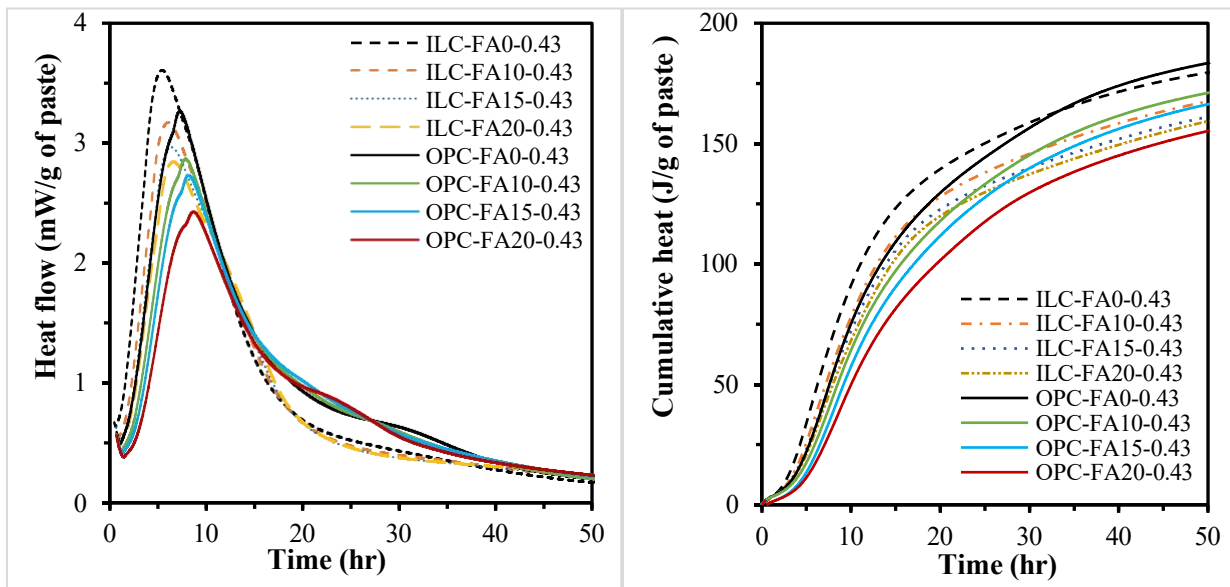 Heat flow (mW/g of paste)
4
3
2
1
0
ILC-FA0-0.43
ILC-FA10-0.43
ILC-FA15-0.43
ILC-FA20-0.43
OPC-FA0-0.43
OPC-FA10-0.43
OPC-FA15-0.43
OPC-FA20-0.43
0 10 20 30 40 50
Time (hr)
Cumulative heat (J/g of paste )
200
150
100
50
0
ILC-FA0-0.43
ILC-FA10-0.43
ILC-FA15-0.43
ILC-FA20-0.43
OPC-FA0-0.43
OPC-FA10-0.43
OPC-FA15-0.43
OPC-FA20-0.43
0 10 20 30 40 50
Time (hr)